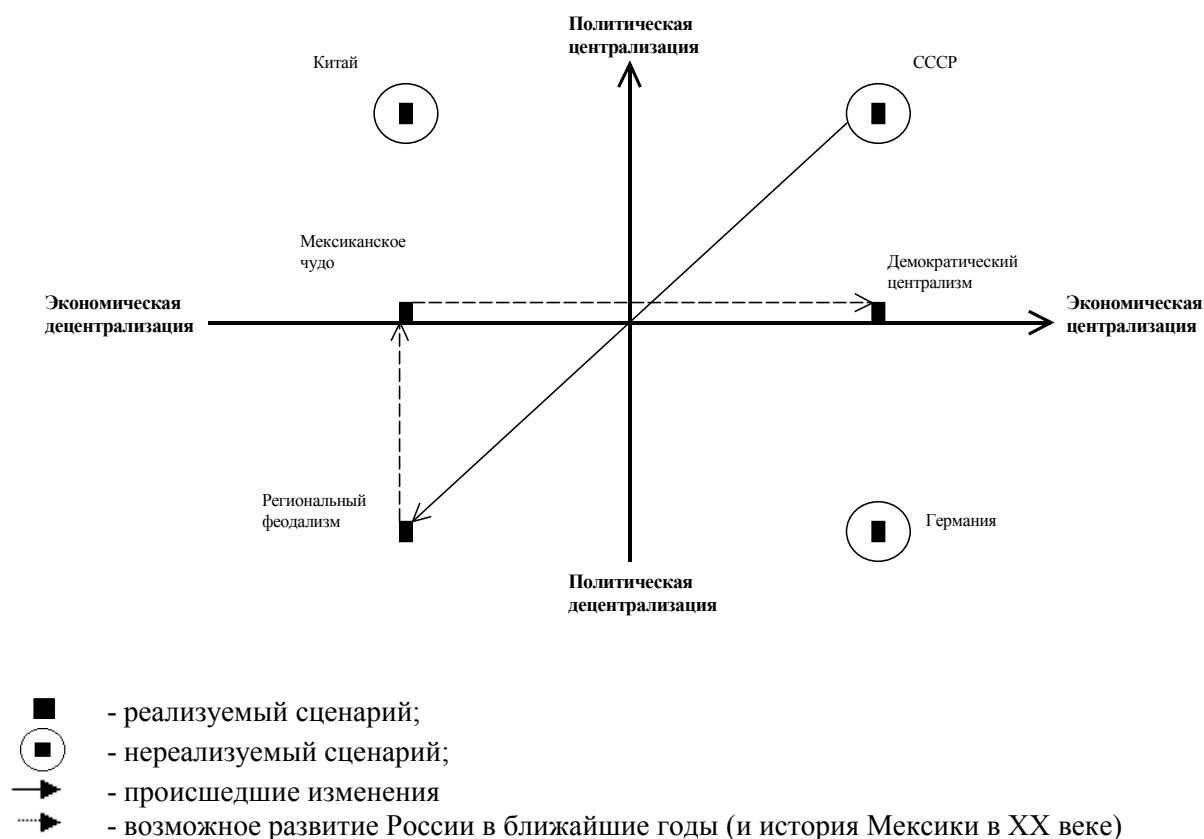 Политическая
централизация
Китай
СССР
Мексиканское
чудо
Демократический
централизм
Экономическая
децентрализация
Экономическая
централизация
Региональный
феодализм
Германия
Политическая
децентрализация
- реализуемый сценарий;
- нереализуемый сценарий;
- происшедшие изменения
- возможное развитие России в ближайшие годы (и история Мексики в XX веке)